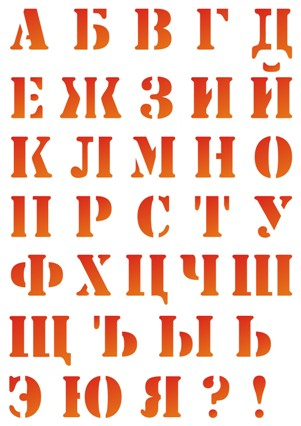 А Б В Г Д
Е Ж З И Й
К Л М Н О
П Р С Т У
Ф Х Ц Ч Ш
Щ Ъ Ы Ь
Э Ю Я ? !